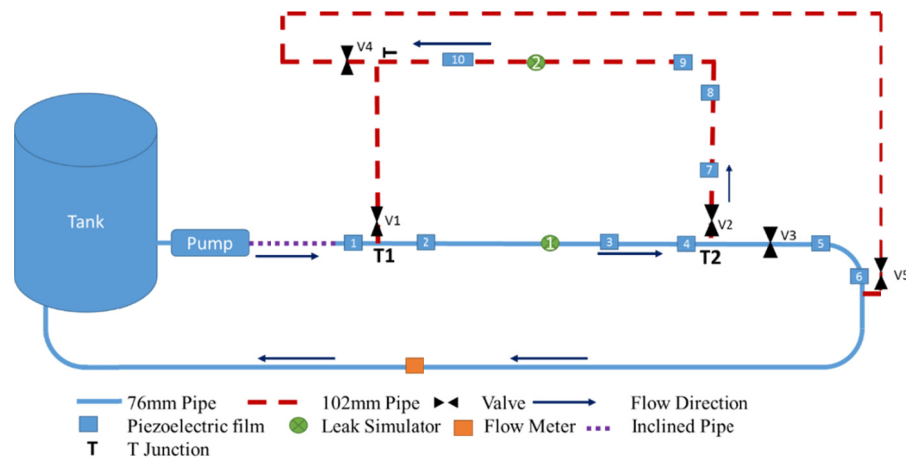 V4
T
10
2
9
8
7
Tank
Pump
V1
V2
V3
1
2
1
3
4
5
T1
T2
6
V5
76mm Pipe
102mm Pipe
Valve
Flow Direction
Piezoelectric film
Leak Simulator
Flow Meter
Inclined Pipe
T
T Junction